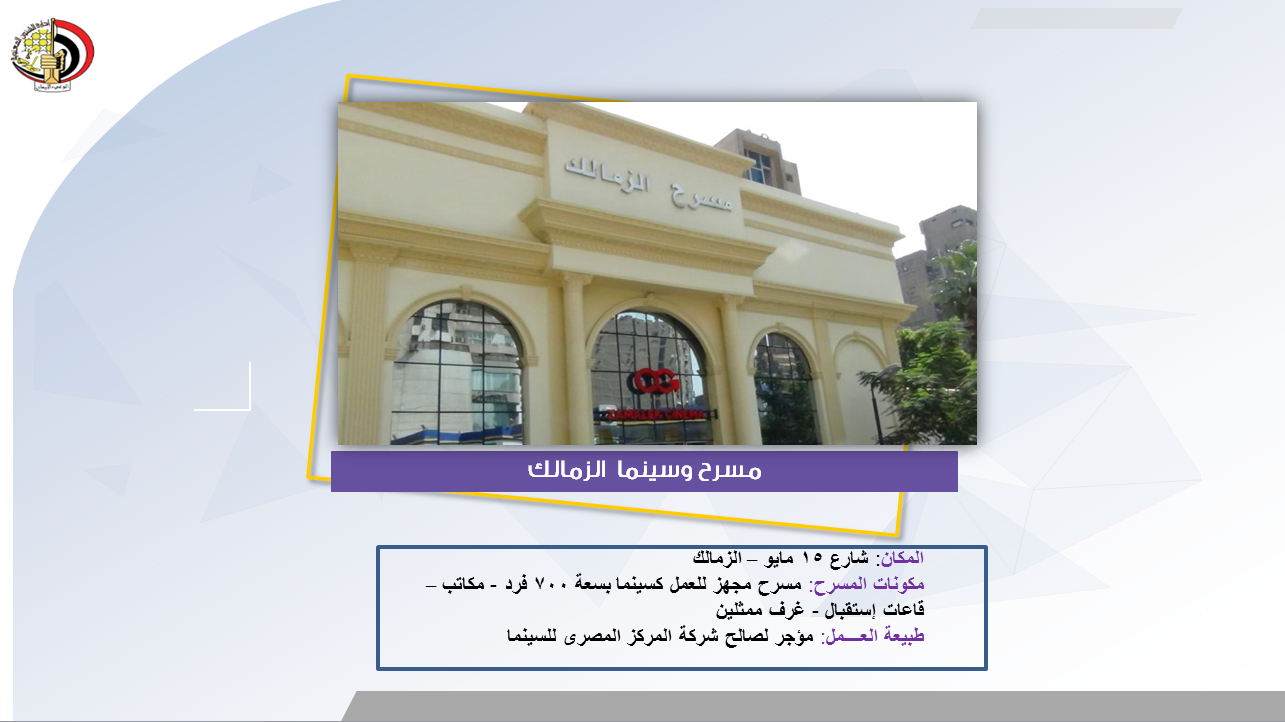 مسرح الزمالك
ZAMALEK CINEMA
مسرح وسينما الزمالك
المكان: شارع ١٥ مايو – الزمالك
مكونات المسرح: مسرح مجهز للعمل كسينما بسعة ٧٠٠ فرد - مكاتب –
قاعات إستقبال - غرف ممثلين
طبيعة العـــمل: مؤجر لصالح شركة المركز المصرى للسينما